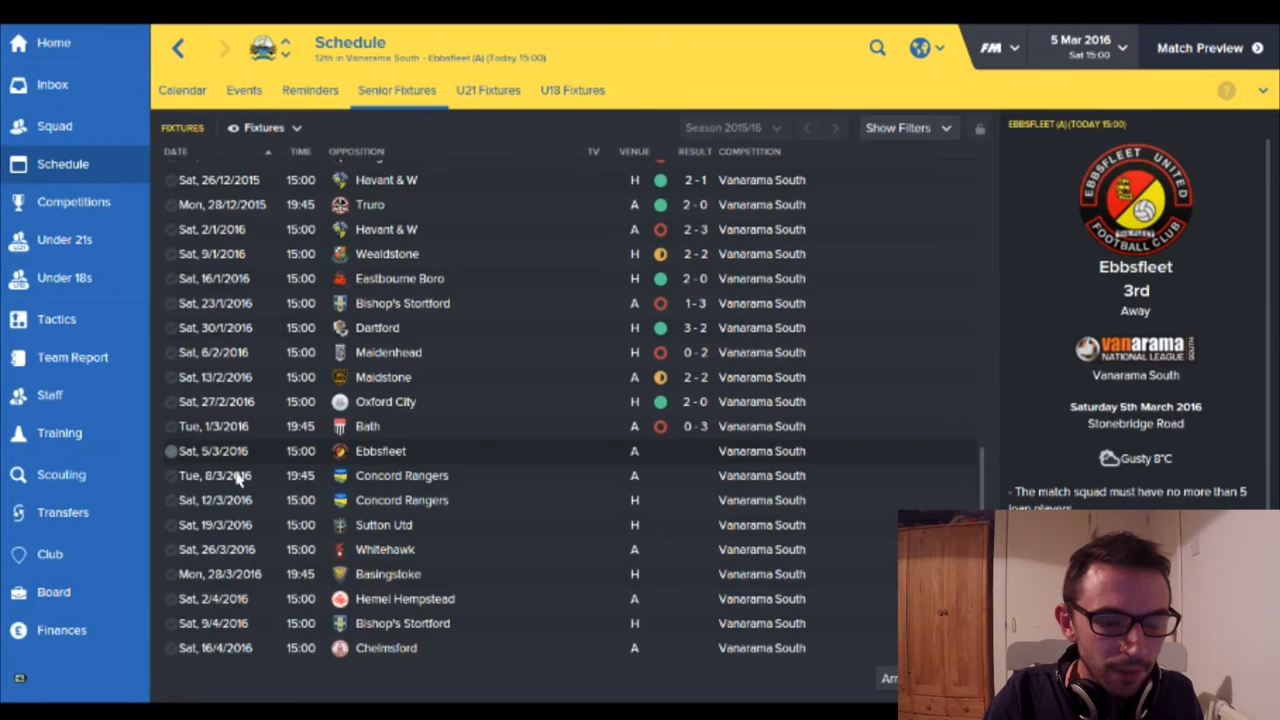 Home
Inbox
Squad
Schedule
Competitions
Under 21s
Under 18s
Tactics
Team Report
Staff
Training
Scouting
Transfers
Club
Board
Finances
Schedule
12th in Vanarama South - Ebbsfleet (A) (Today 15:00)
FM
5 Mar 2016
Sat 15:00
Match Preview
Calendar Events Reminders Senior Fixtures U21 Fixtures U18 Fixtures
FIXTURES Fixtures Season 2015/16 Show Filters
DATE TIME OPPOSITION TV VENUE RESULT COMPETITION
Sat, 26/12/2015 15:00 Havant & W H 2 - 1 Vanarama South
Mon, 28/12/2015 19:45 Truro A 2 - 0 Vanarama South
Sat, 2/1/2016 15:00 Havant & W A 2 - 3 Vanarama South
Sat, 9/1/2016 15:00 Wealdstone H 2 - 2 Vanarama South
Sat, 16/1/2016 15:00 Eastbourne Boro H 2 - 0 Vanarama South
Sat, 23/1/2016 15:00 Bishop's Stortford A 1 - 3 Vanarama South
Sat, 30/1/2016 15:00 Dartford H 3 - 2 Vanarama South
Sat, 6/2/2016 15:00 Maidenhead H 0 - 2 Vanarama South
Sat, 13/2/2016 15:00 Maidstone A 2 - 2 Vanarama South
Sat, 27/2/2016 15:00 Oxford City H 2 - 0 Vanarama South
Tue, 1/3/2016 19:45 Bath A 0 - 3 Vanarama South
Sat, 5/3/2016 15:00 Ebbsfleet A Vanarama South
Tue, 8/3/2016 19:45 Concord Rangers A Vanarama South
Sat, 12/3/2016 15:00 Concord Rangers H Vanarama South
Sat, 19/3/2016 15:00 Sutton Utd H Vanarama South
Sat, 26/3/2016 15:00 Whitehawk A Vanarama South
Mon, 28/3/2016 19:45 Basingstoke H Vanarama South
Sat, 2/4/2016 15:00 Hemel Hempstead A Vanarama South
Sat, 9/4/2016 15:00 Bishop's Stortford H Vanarama South
Sat, 16/4/2016 15:00 Chelmsford A Vanarama South
Arr
EBBSFLEET (A) (TODAY 15:00)
EBBSFLEET UNITED
FOOTBALL CLUB
Ebbsfleet
3rd
Away
vanarama
NATIONAL LEAGUE SOUTH
Vanarama South
Saturday 5th March 2016
Stonebridge Road
Gusty 8°C
- The match squad must have no more than 5
loan players